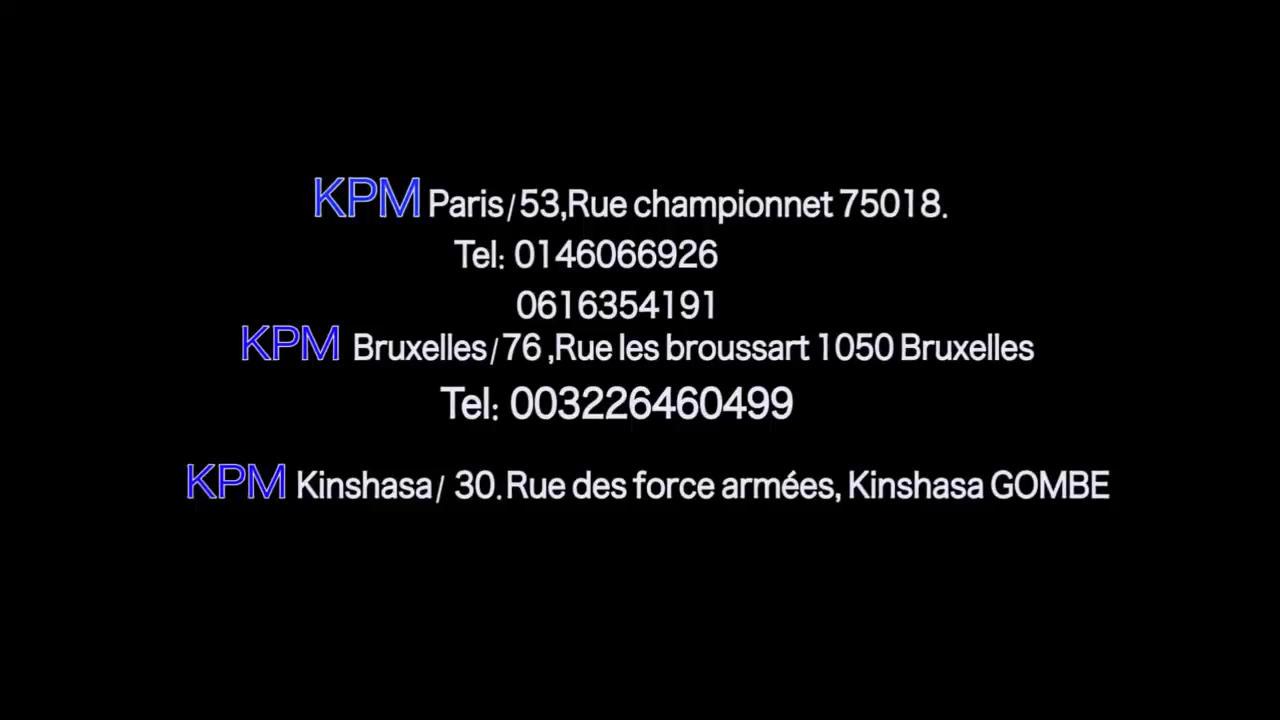 KPM Paris/53,Rue championnet 75018.
Tel: 0146066926
0616354191
KPM Bruxelles/76 ,Rue les broussart 1050 Bruxelles
Tel: 003226460499
KPM Kinshasa/ 30.Rue des force armées, Kinshasa GOMBE